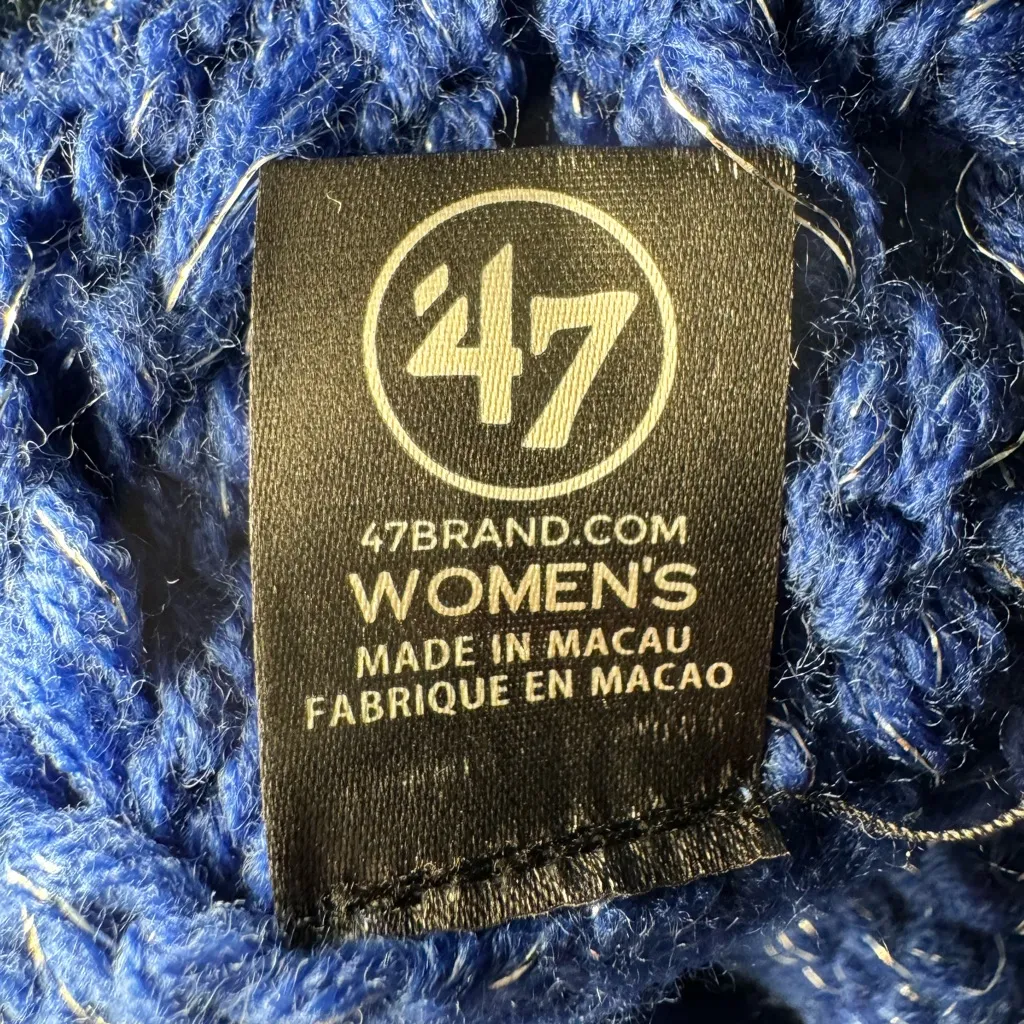 '47
47BRAND.COM
WOMEN'S
MADE IN MACAU
FABRIQUE EN MACAO